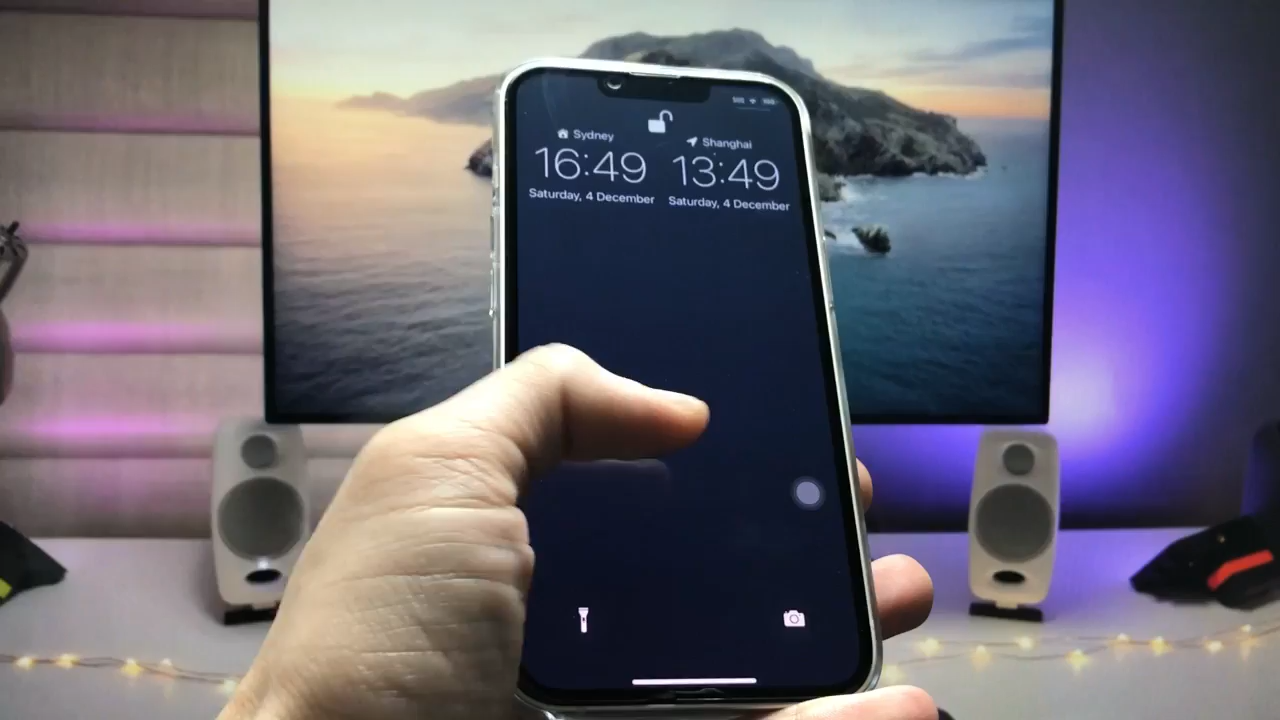 Sydney
16:49
Saturday, 4 December
Shanghai
13:49
Saturday, 4 December